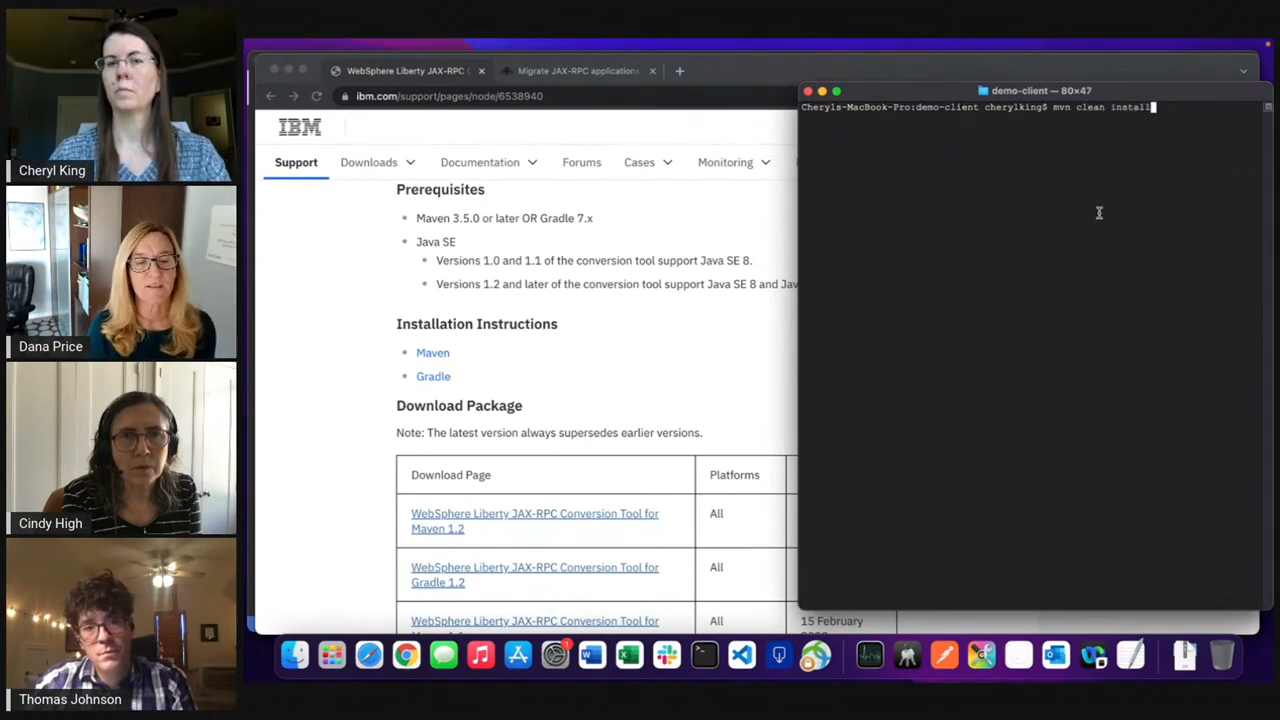 Cheryl King
Dana Price
Cindy High
Thomas Johnson
WebSphere Liberty JAX-RPC C
Migrate JAX-RPC applications
ibm.com/support/pages/node/6538940
IBM
Support
Downloads
Documentation
Forums
Cases
Monitoring
Prerequisites
Maven 3.5.0 or later OR Gradle 7.x
Java SE
Versions 1.0 and 1.1 of the conversion tool support Java SE 8.
Versions 1.2 and later of the conversion tool support Java SE 8 and Jav
Installation Instructions
Maven
Gradle
Download Package
Note: The latest version always supersedes earlier versions.
Download Page
Platforms
WebSphere Liberty JAX-RPC Conversion Tool for
Maven 1.2
All
WebSphere Liberty JAX-RPC Conversion Tool for
Gradle 1.2
All
WebSphere Liberty JAX-RPC Conversion Tool for
All
15 February
demo-client — 80×47
Cheryls-MacBook-Pro:demo-client cherylking$ mvn clean install
1